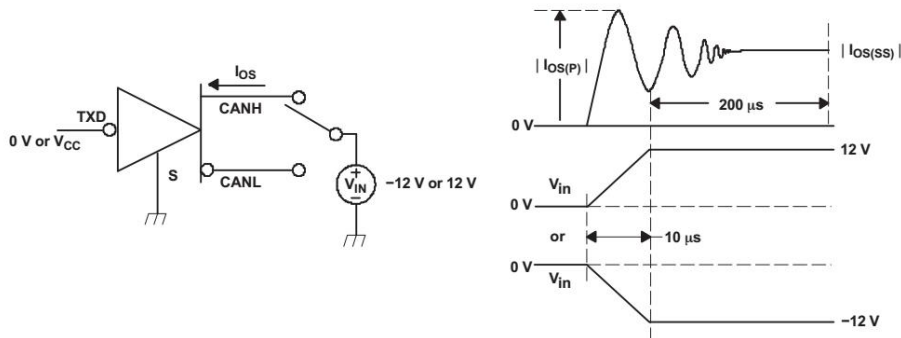 I_OS
TXD
CANH
0 V or V_CC
S
CANL
+
V_IN
−
−12 V or 12 V
| I_OS(P) |
| I_OS(SS) |
200 µs
0 V
12 V
V_in
0 V
or
10 µs
0 V
V_in
−12 V